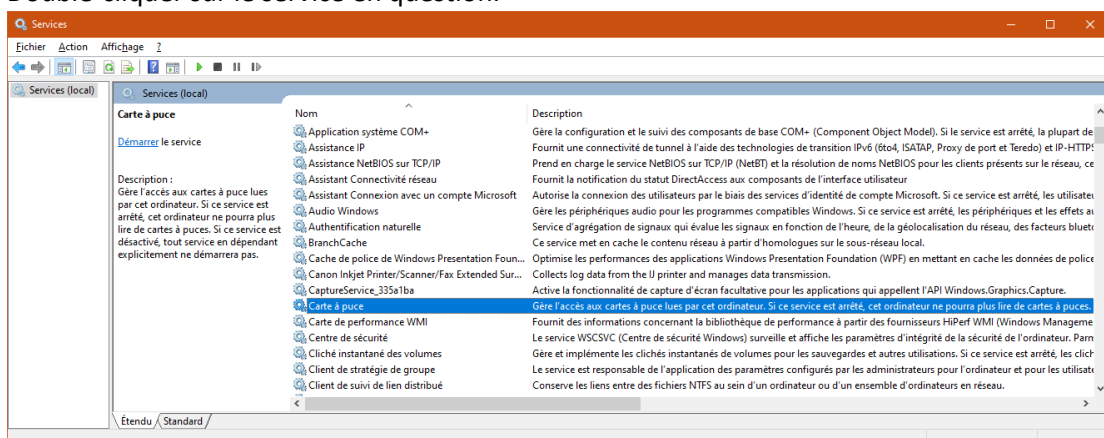 Double-cliquer sur le service en question.
Services
Fichier Action Affichage ?
Services (local)
Services (local)
Carte à puce
Démarrer le service
Description :
Gère l'accès aux cartes à puce lues
par cet ordinateur. Si ce service est
arrêté, cet ordinateur ne pourra plus
lire de cartes à puces. Si ce service est
désactivé, tout service en dépendant
explicitement ne démarrera pas.
Nom Description
Application système COM+ Gère la configuration et le suivi des composants de base COM+ (Component Object Model). Si le service est arrêté, la plupart de
Assistance IP Fournit une connectivité de tunnel à l'aide des technologies de transition IPv6 (6to4, ISATAP, Proxy de port et Teredo) et IP-HTTPS
Assistance NetBIOS sur TCP/IP Prend en charge le service NetBIOS sur TCP/IP (NetBT) et la résolution de noms NetBIOS pour les clients présents sur le réseau, ce
Assistant Connectivité réseau Fournit la notification du statut DirectAccess aux composants de l'interface utilisateur
Assistant Connexion avec un compte Microsoft Autorise la connexion des utilisateurs par le biais des services d'identité de compte Microsoft. Si ce service est arrêté, les utilisateu
Audio Windows Gère les périphériques audio pour les programmes compatibles Windows. Si ce service est arrêté, les périphériques et les effets au
Authentification naturelle Service d'agrégation de signaux qui évalue les signaux en fonction de l'heure, de la géolocalisation du réseau, des facteurs blueto
BranchCache Ce service met en cache le contenu réseau à partir d'homologues sur le sous-réseau local.
Cache de police de Windows Presentation Foun... Optimise les performances des applications Windows Presentation Foundation (WPF) en mettant en cache les données de police
Canon Inkjet Printer/Scanner/Fax Extended Sur... Collects log data from the IJ printer and manages data transmission.
CaptureService_335a1ba Active la fonctionnalité de capture d'écran facultative pour les applications qui appellent l'API Windows.Graphics.Capture.
Carte à puce Gère l'accès aux cartes à puce lues par cet ordinateur. Si ce service est arrêté, cet ordinateur ne pourra plus lire de cartes à puces.
Carte de performance WMI Fournit des informations concernant la bibliothèque de performance à partir des fournisseurs HiPerf WMI (Windows Manageme
Centre de sécurité Le service WSCSVC (Centre de sécurité Windows) surveille et affiche les paramètres d'intégrité de la sécurité de l'ordinateur. Parm
Cliché instantané des volumes Gère et implémente les clichés instantanés de volumes pour les sauvegardes et autres utilisations. Si ce service est arrêté, les clich
Client de stratégie de groupe Le service est responsable de l'application des paramètres configurés par les administrateurs pour l'ordinateur et pour les utilisate
Client de suivi de lien distribué Conserve les liens entre des fichiers NTFS au sein d'un ordinateur ou d'un ensemble d'ordinateurs en réseau.
Étendu Standard